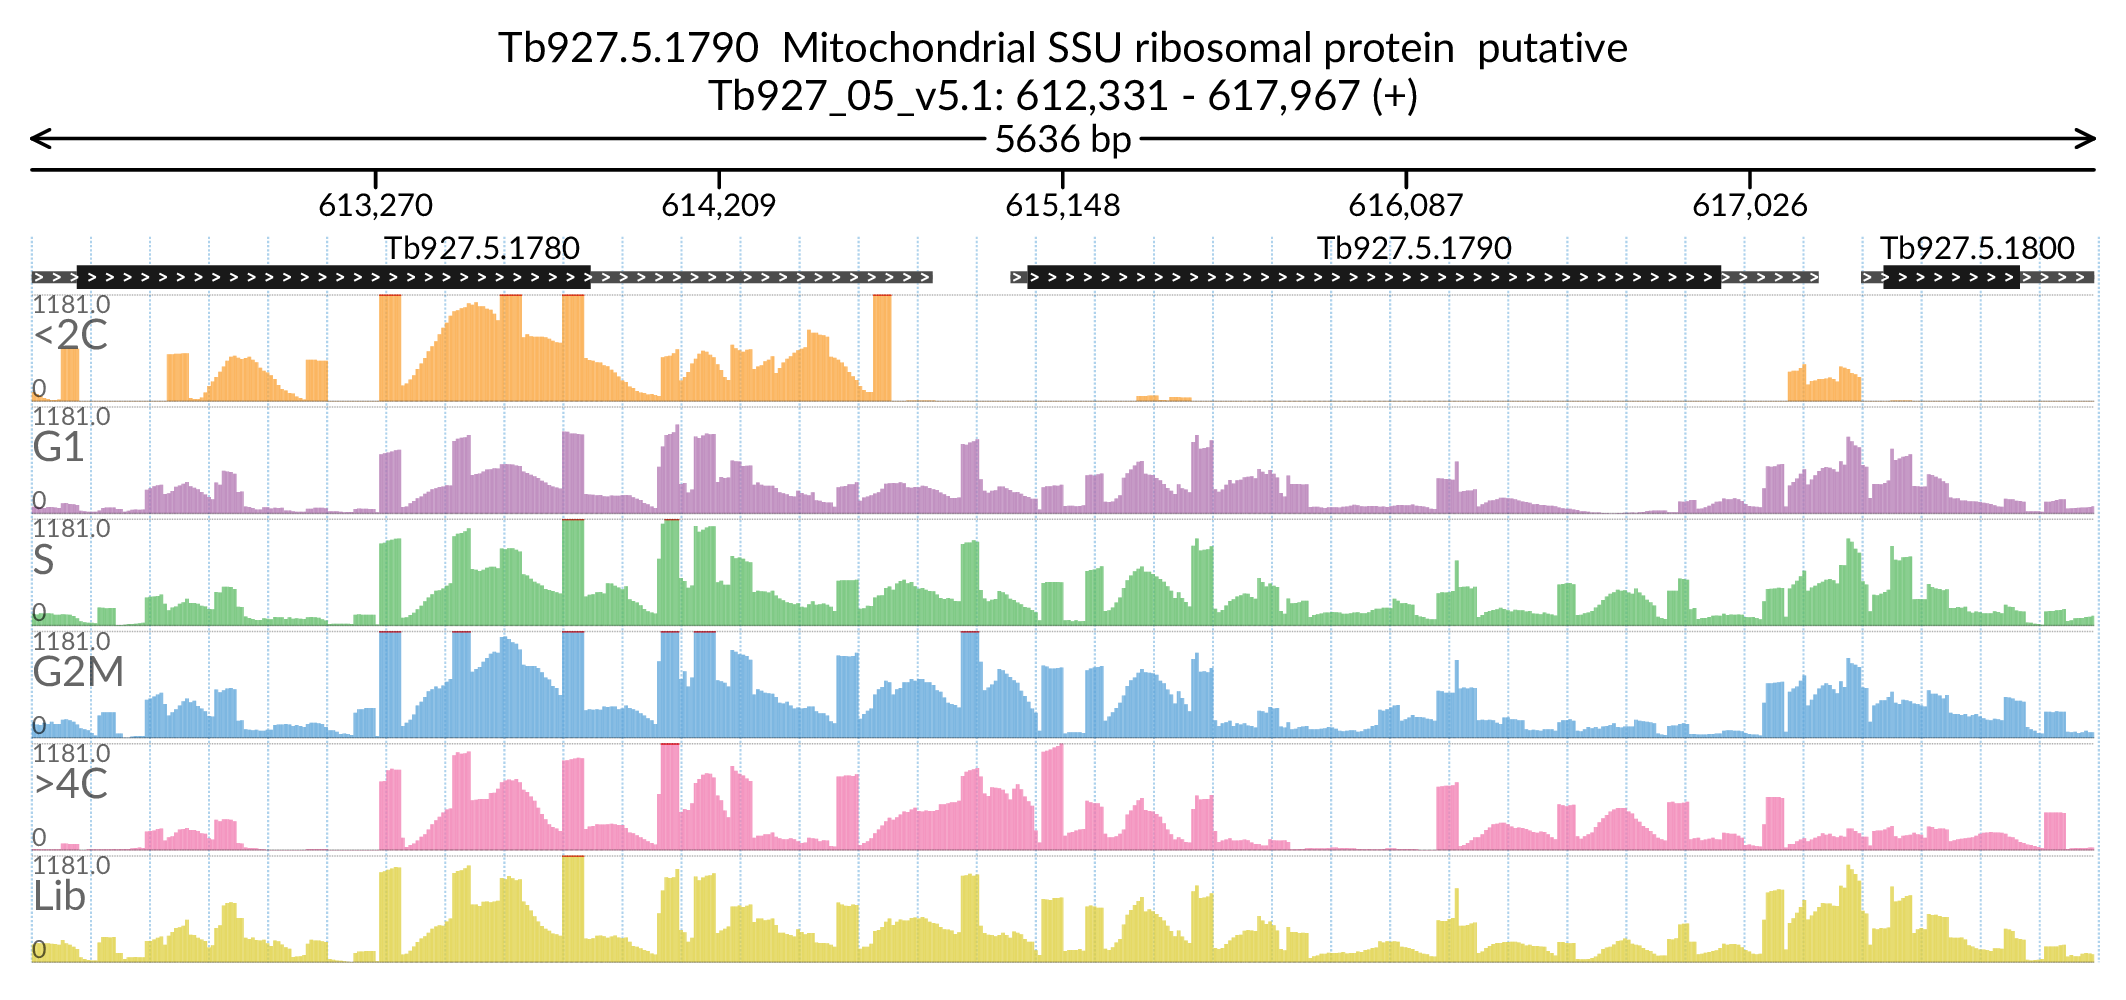 Tb927.5.1790  Mitochondrial SSU ribosomal protein  putative
Tb927_05_v5.1: 612,331 - 617,967 (+)
5636 bp
613,270 614,209 615,148 616,087 617,026
Tb927.5.1780 Tb927.5.1790 Tb927.5.1800
1181.0
<2C
0
1181.0
G1
0
1181.0
S
0
1181.0
G2M
0
1181.0
>4C
0
1181.0
Lib
0